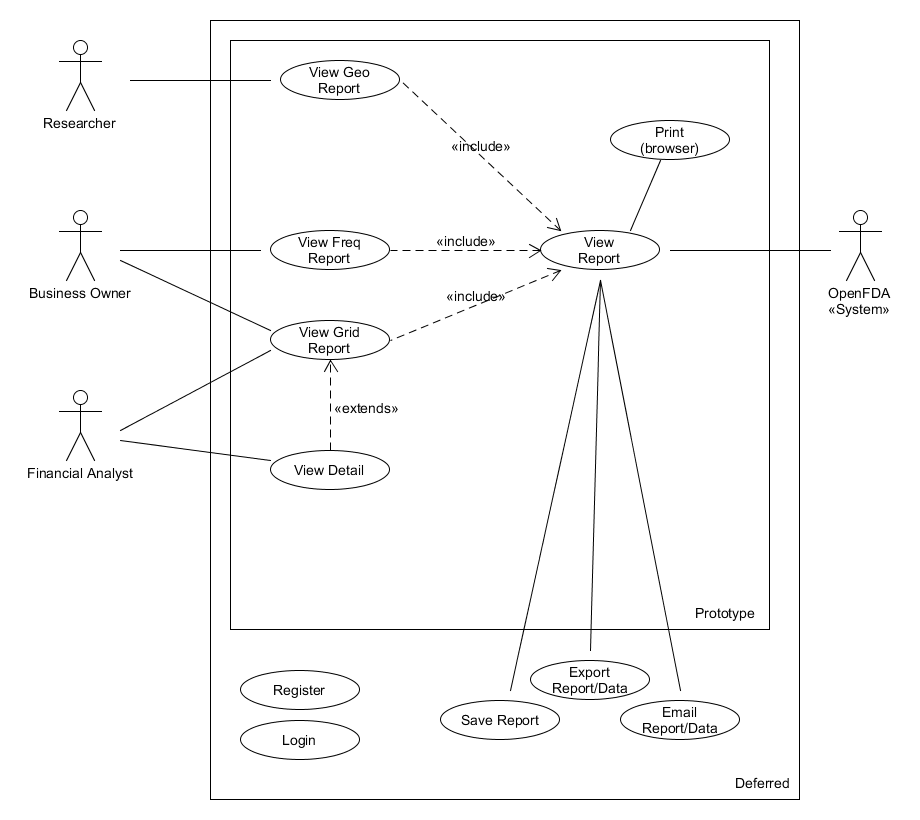 View Geo
Report
Researcher
Print
(browser)
«include»
View Freq
Report
«include»
View
Report
Business Owner
OpenFDA
«System»
«include»
View Grid
Report
«extends»
Financial Analyst
View Detail
Prototype
Register
Export
Report/Data
Save Report
Email
Report/Data
Login
Deferred